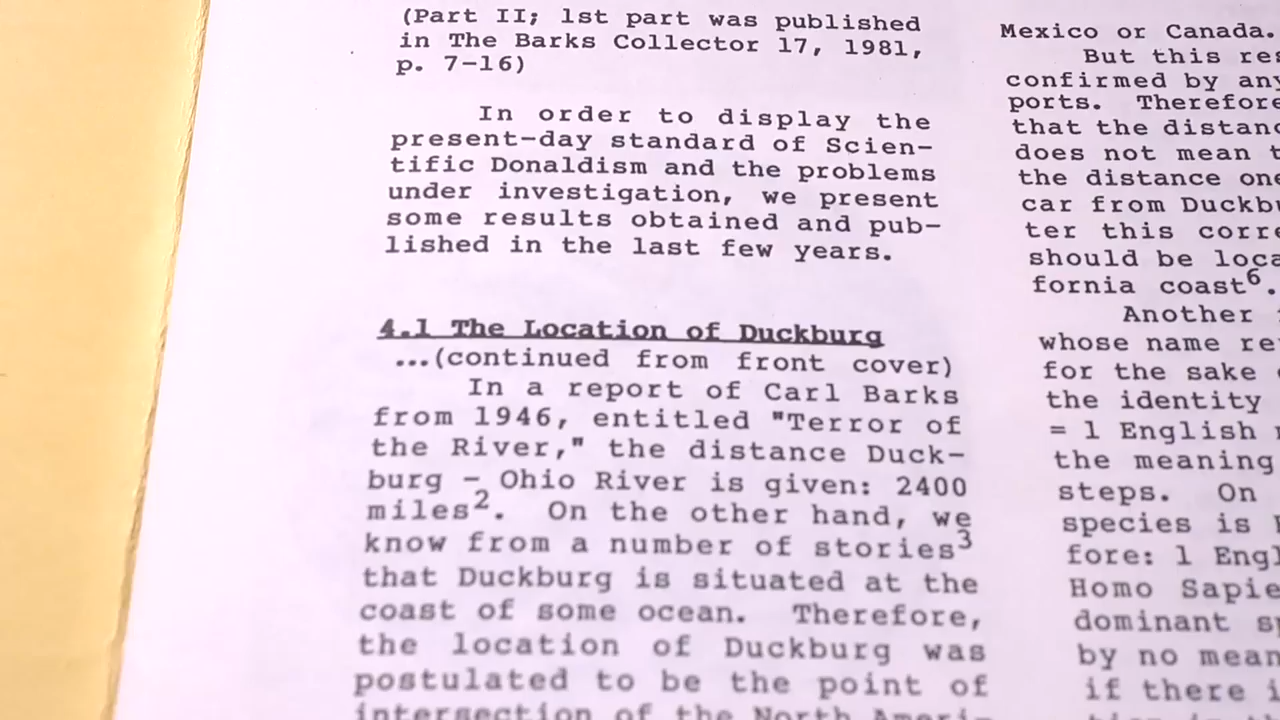 (Part II; 1st part was published
in The Barks Collector 17, 1981,
p. 7-16)
In order to display the
present-day standard of Scien-
tific Donaldism and the problems
under investigation, we present
some results obtained and pub-
lished in the last few years.
4.1 The Location of Duckburg
...(continued from front cover)
In a report of Carl Barks
from 1946, entitled "Terror of
the River," the distance Duck-
burg - Ohio River is given: 2400
miles2. On the other hand, we
know from a number of stories3
that Duckburg is situated at the
coast of some ocean. Therefore,
the location of Duckburg was
postulated to be the point of
intersection of the North Ameri-
Mexico or Canada.
But this res
confirmed by any
ports. Therefore
that the distanc
does not mean t
the distance one
car from Duckbu
ter this corre
should be loca
fornia coast6.
Another
whose name re
for the sake
the identity
= 1 English
the meaning
steps. On
species is
fore: 1 Engl
Homo Sapie
dominant sp
by no mean
if there i